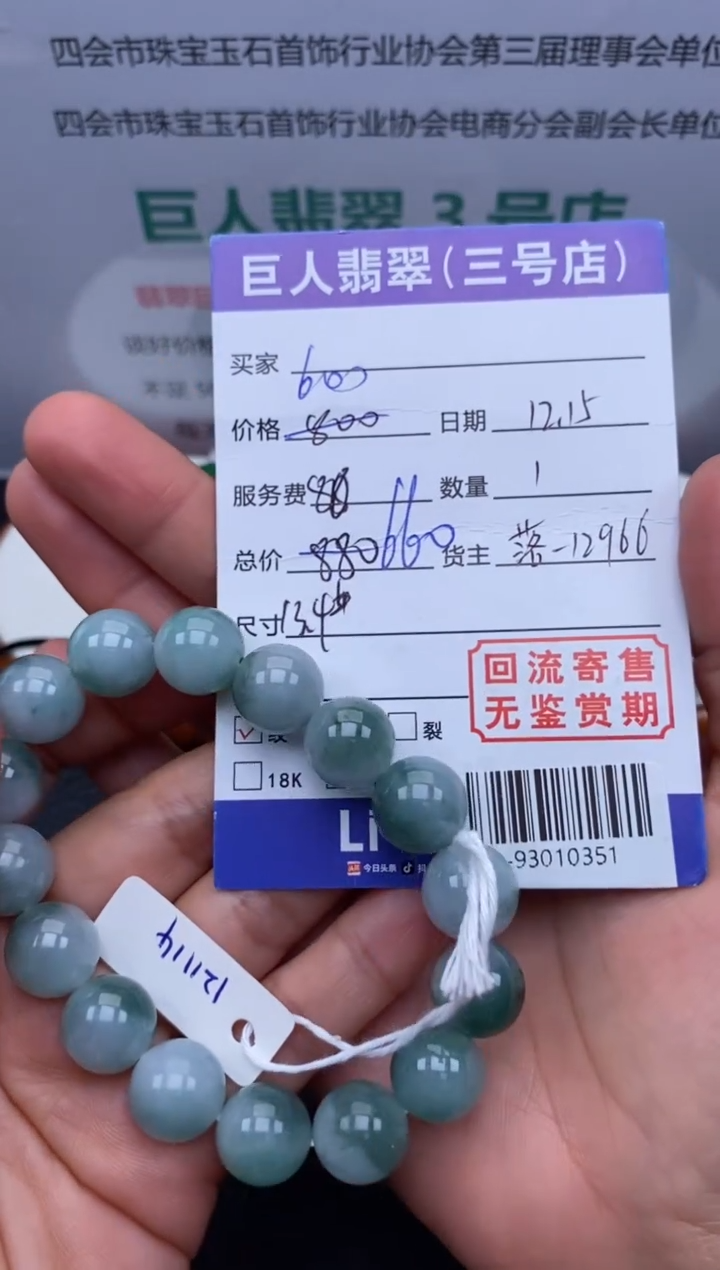 四会市珠宝玉石首饰行业协会第三届理事会单位
四会市珠宝玉石首饰行业协会电商分会副会长单位
巨人翡翠 3 号店
巨人翡翠(三号店)
买家
600
价格 800 日期 12.15
服务费 80 数量 1
总价 880 660 货主 落-12966
尺寸 13.4
回流寄售
无鉴赏期
纹 裂
18K
Li
今日头条 抖
-93010351
121114